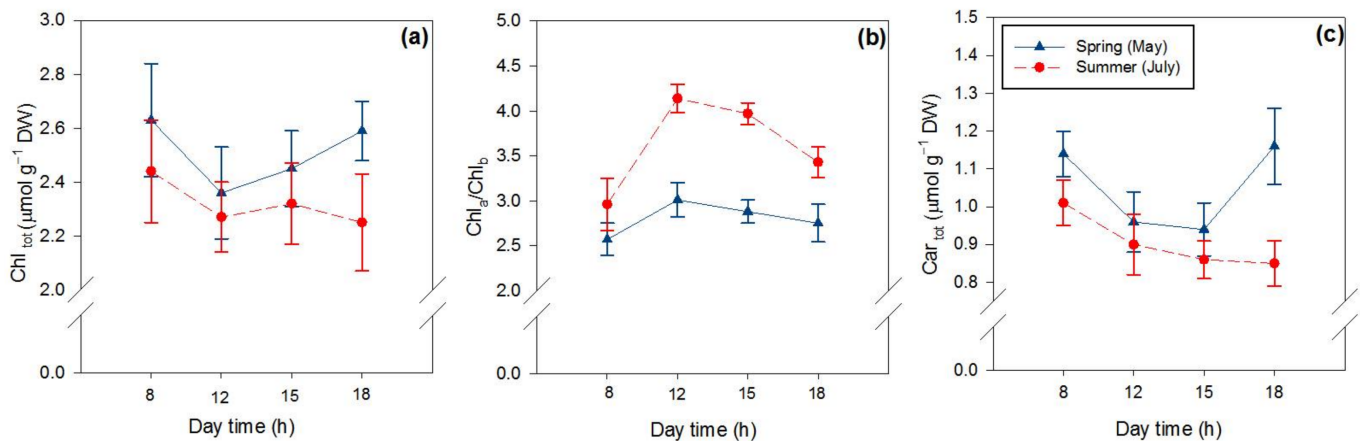 (a)
3.0
2.8
2.6
2.4
2.2
2.0
0.0
Chl tot (μmol g⁻¹ DW)
8 12 15 18
Day time (h)
(b)
5.0
4.5
4.0
3.5
3.0
2.5
2.0
0.0
Chla/Chlb
8 12 15 18
Day time (h)
(c)
Spring (May)
Summer (July)
1.5
1.4
1.3
1.2
1.1
1.0
0.9
0.8
0.0
Car tot (μmol g⁻¹ DW)
8 12 15 18
Day time (h)